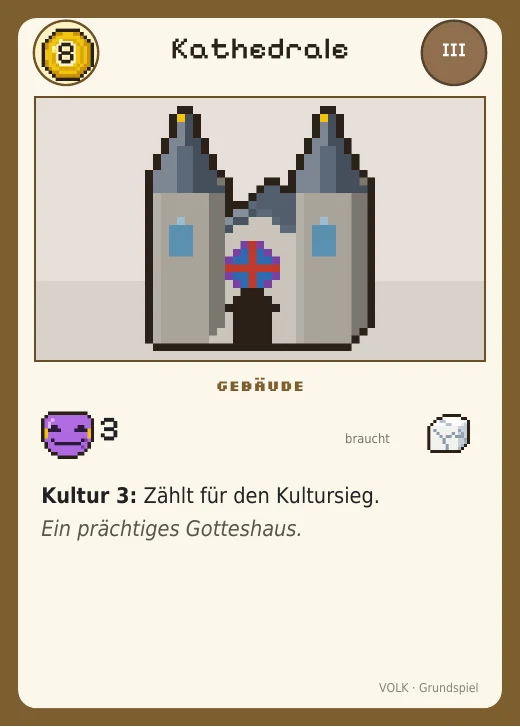 8
Kathedrale
III
GEBÄUDE
3
braucht
Kultur 3: Zählt für den Kultursieg.
Ein prächtiges Gotteshaus.
VOLK · Grundspiel